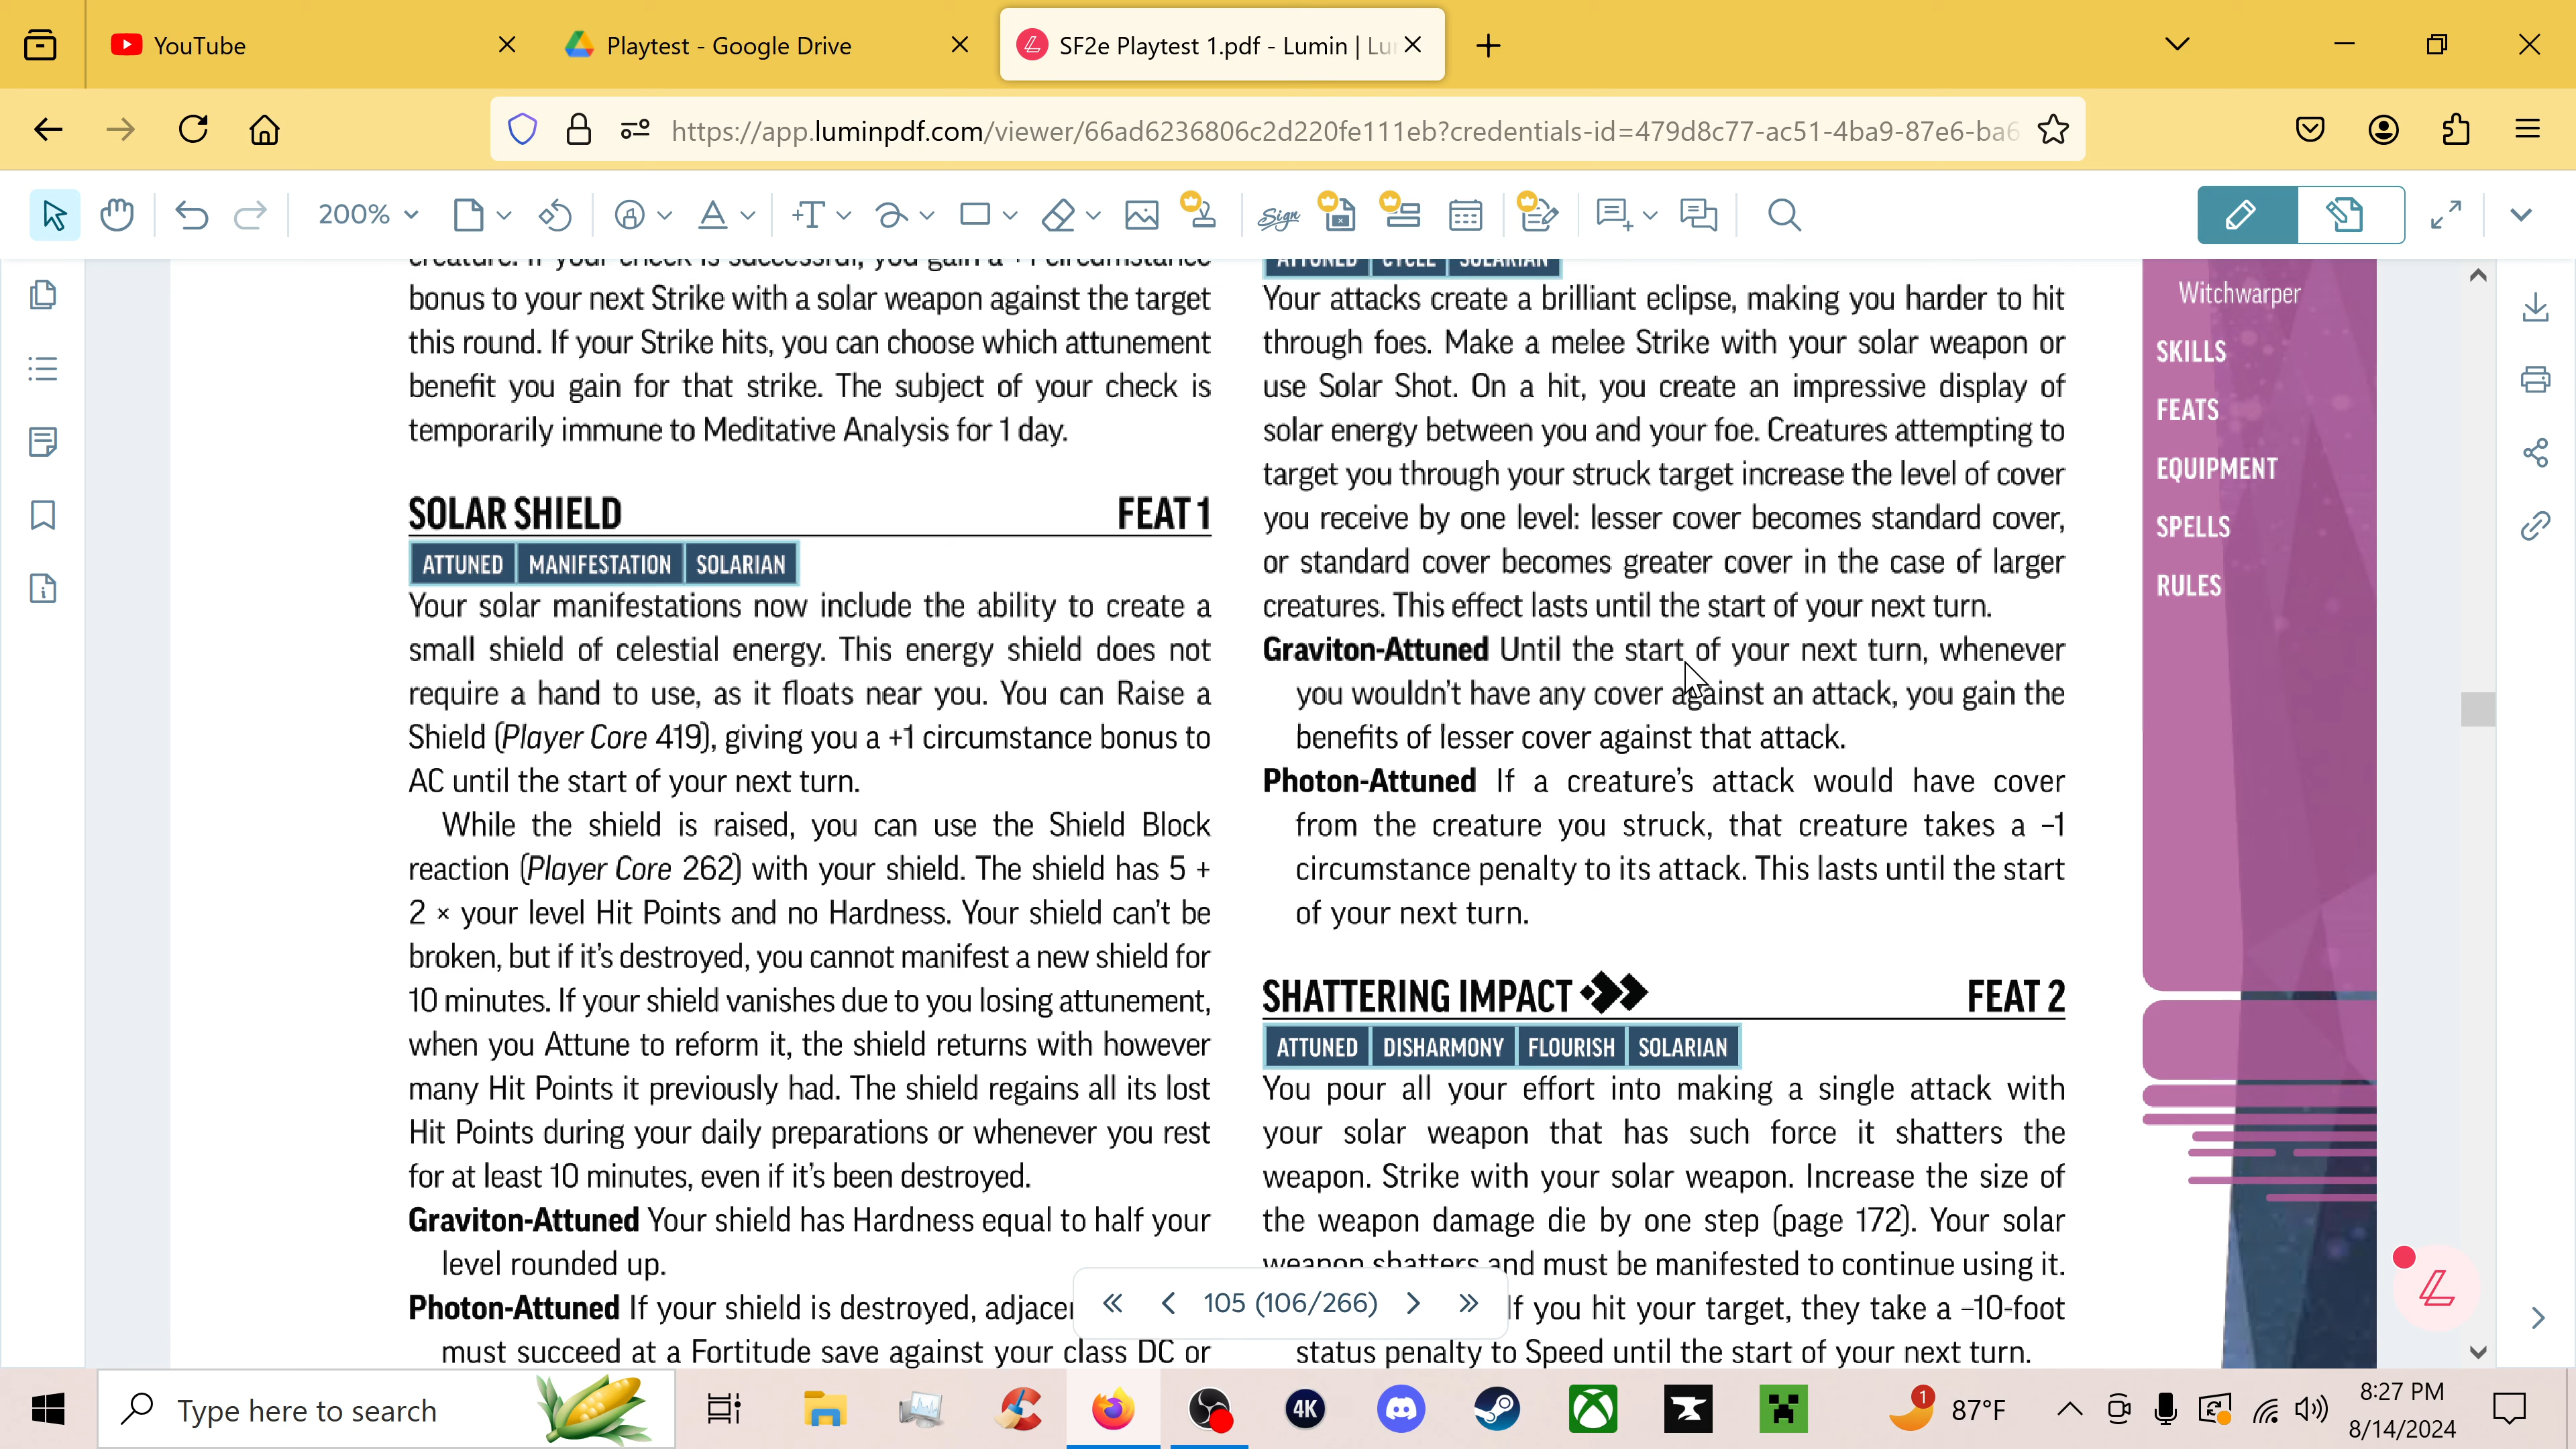 YouTube
Playtest - Google Drive
SF2e Playtest 1.pdf - Lumin | Lu
https://app.luminpdf.com/viewer/66ad6236806c2d220fe111eb?credentials-id=479d8c77-ac51-4ba9-87e6-ba6
200%
Sign
creature. If your check is successful, you gain a +1 circumstance
bonus to your next Strike with a solar weapon against the target
this round. If your Strike hits, you can choose which attunement
benefit you gain for that strike. The subject of your check is
temporarily immune to Meditative Analysis for 1 day.
SOLAR SHIELD FEAT 1
ATTUNED MANIFESTATION SOLARIAN
Your solar manifestations now include the ability to create a
small shield of celestial energy. This energy shield does not
require a hand to use, as it floats near you. You can Raise a
Shield (Player Core 419), giving you a +1 circumstance bonus to
AC until the start of your next turn.
While the shield is raised, you can use the Shield Block
reaction (Player Core 262) with your shield. The shield has 5 +
2 × your level Hit Points and no Hardness. Your shield can't be
broken, but if it's destroyed, you cannot manifest a new shield for
10 minutes. If your shield vanishes due to you losing attunement,
when you Attune to reform it, the shield returns with however
many Hit Points it previously had. The shield regains all its lost
Hit Points during your daily preparations or whenever you rest
for at least 10 minutes, even if it's been destroyed.
Graviton-Attuned Your shield has Hardness equal to half your
level rounded up.
Photon-Attuned If your shield is destroyed, adjacen
must succeed at a Fortitude save against your class DC or
ATTUNED CYCLE SOLARIAN
Your attacks create a brilliant eclipse, making you harder to hit
through foes. Make a melee Strike with your solar weapon or
use Solar Shot. On a hit, you create an impressive display of
solar energy between you and your foe. Creatures attempting to
target you through your struck target increase the level of cover
you receive by one level: lesser cover becomes standard cover,
or standard cover becomes greater cover in the case of larger
creatures. This effect lasts until the start of your next turn.
Graviton-Attuned Until the start of your next turn, whenever
you wouldn't have any cover against an attack, you gain the
benefits of lesser cover against that attack.
Photon-Attuned If a creature's attack would have cover
from the creature you struck, that creature takes a –1
circumstance penalty to its attack. This lasts until the start
of your next turn.
SHATTERING IMPACT FEAT 2
ATTUNED DISHARMONY FLOURISH SOLARIAN
You pour all your effort into making a single attack with
your solar weapon that has such force it shatters the
weapon. Strike with your solar weapon. Increase the size of
the weapon damage die by one step (page 172). Your solar
weapon shatters and must be manifested to continue using it.
If you hit your target, they take a –10-foot
status penalty to Speed until the start of your next turn.
Witchwarper
SKILLS
FEATS
EQUIPMENT
SPELLS
RULES
105 (106/266)
Type here to search
4K
1
87°F
8:27 PM
8/14/2024